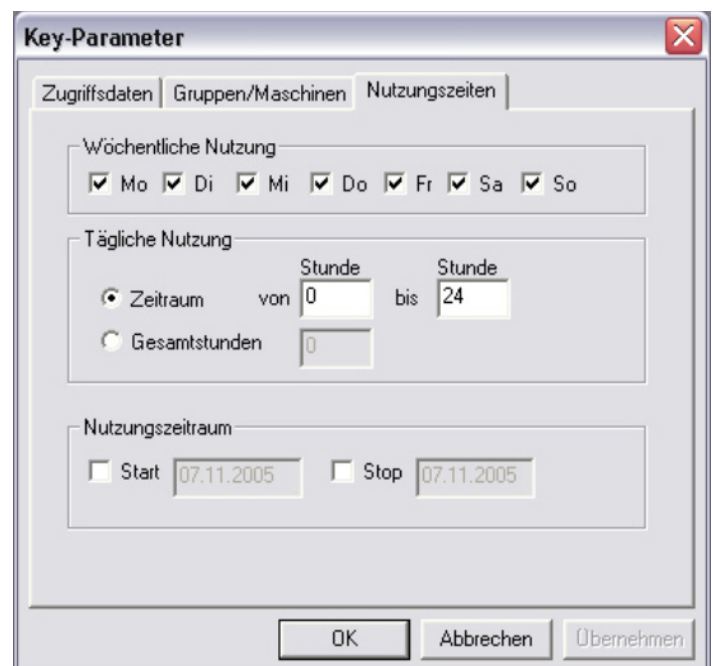 Key-Parameter
Zugriffsdaten Gruppen/Maschinen Nutzungszeiten
Wöchentliche Nutzung
Mo Di Mi Do Fr Sa So
Tägliche Nutzung
Stunde Stunde
Zeitraum von 0 bis 24
Gesamtstunden 0
Nutzungszeitraum
Start 07.11.2005 Stop 07.11.2005
OK Abbrechen Übernehmen